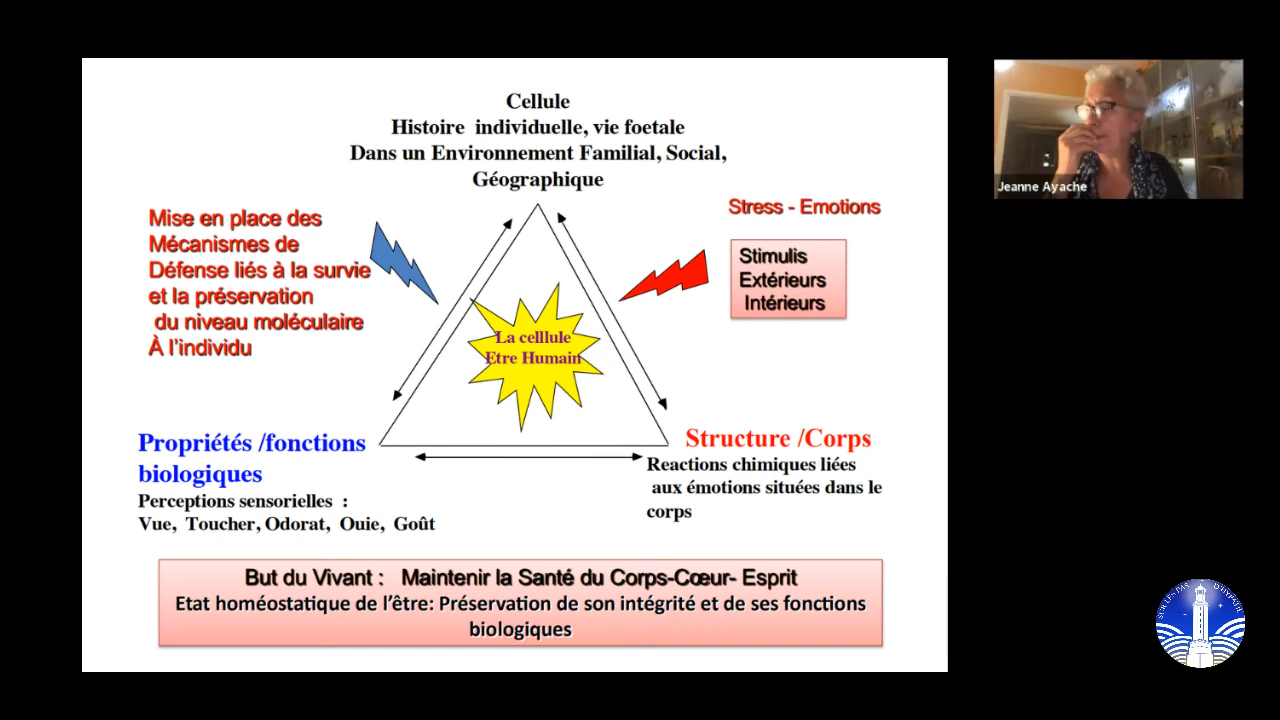 Cellule
Histoire individuelle, vie foetale
Dans un Environnement Familial, Social,
Géographique
Mise en place des
Mécanismes de
Défense liés à la survie
et la préservation
du niveau moléculaire
À l'individu
Stress - Emotions
Stimulis
Extérieurs
Intérieurs
La celllule
Etre Humain
Propriétés /fonctions
biologiques
Perceptions sensorielles :
Vue, Toucher, Odorat, Ouie, Goût
Structure /Corps
Reactions chimiques liées
aux émotions situées dans le
corps
But du Vivant : Maintenir la Santé du Corps-Cœur- Esprit
Etat homéostatique de l'être: Préservation de son intégrité et de ses fonctions
biologiques
Jeanne Ayache
SUR LES PAS D'HYPATIE